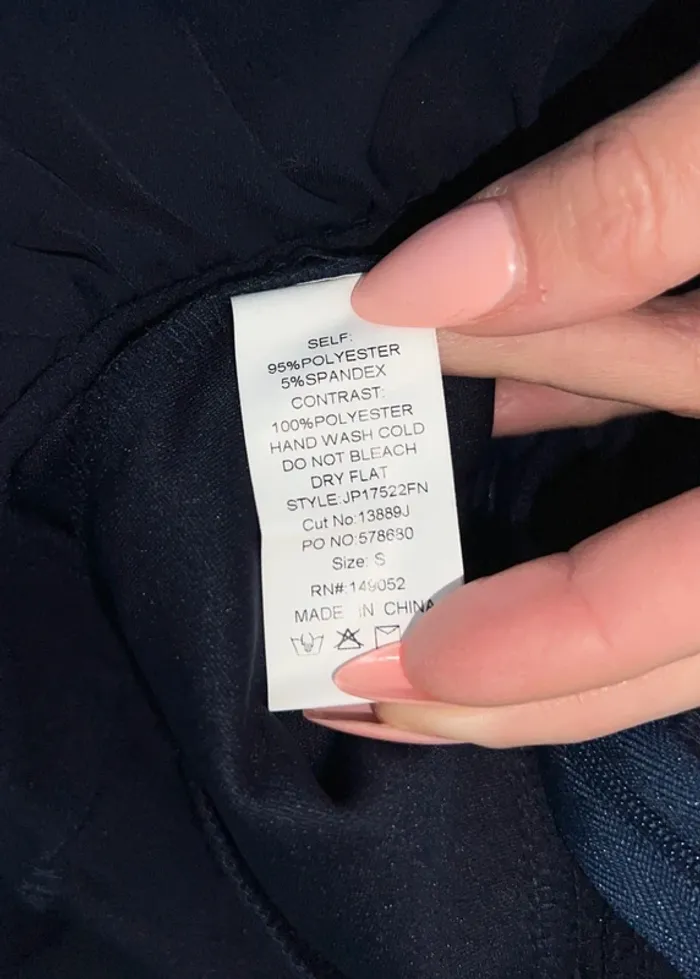 SELF:
95%POLYESTER
5%SPANDEX
CONTRAST:
100%POLYESTER
HAND WASH COLD
DO NOT BLEACH
DRY FLAT
STYLE:JP17522FN
Cut No:13889J
PO NO:578680
Size: S
RN#:149052
MADE IN CHINA